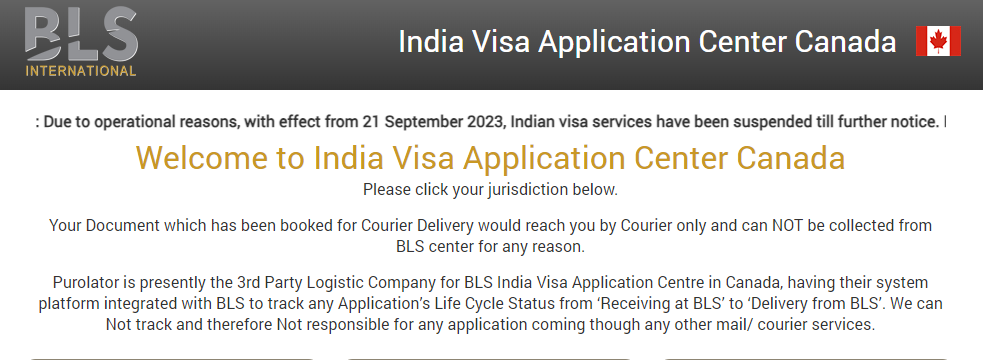 BLS
INTERNATIONAL
India Visa Application Center Canada
: Due to operational reasons, with effect from 21 September 2023, Indian visa services have been suspended till further notice.
Welcome to India Visa Application Center Canada
Please click your jurisdiction below.
Your Document which has been booked for Courier Delivery would reach you by Courier only and can NOT be collected from
BLS center for any reason.
Purolator is presently the 3rd Party Logistic Company for BLS India Visa Application Centre in Canada, having their system
platform integrated with BLS to track any Application's Life Cycle Status from ‘Receiving at BLS’ to ‘Delivery from BLS’. We can
Not track and therefore Not responsible for any application coming though any other mail/ courier services.